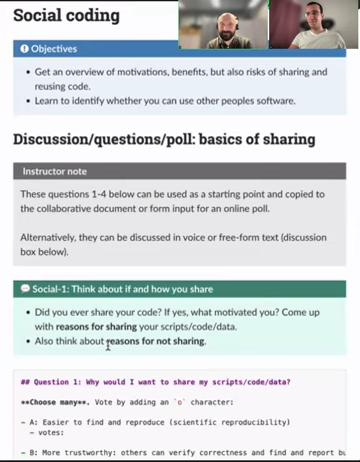 Social coding
Objectives
• Get an overview of motivations, benefits, but also risks of sharing and
reusing code.
• Learn to identify whether you can use other peoples software.
Discussion/questions/poll: basics of sharing
Instructor note
These questions 1-4 below can be used as a starting point and copied to
the collaborative document or form input for an online poll.
Alternatively, they can be discussed in voice or free-form text (discussion
box below).
Social-1: Think about if and how you share
• Did you ever share your code? If yes, what motivated you? Come up
with reasons for sharing your scripts/code/data.
• Also think about reasons for not sharing.
## Question 1: Why would I want to share my scripts/code/data?
**Choose many**. Vote by adding an `o` character:
- A: Easier to find and reproduce (scientific reproducibility)
- votes:
- B: More trustworthy: others can verify correctness and find and report bu